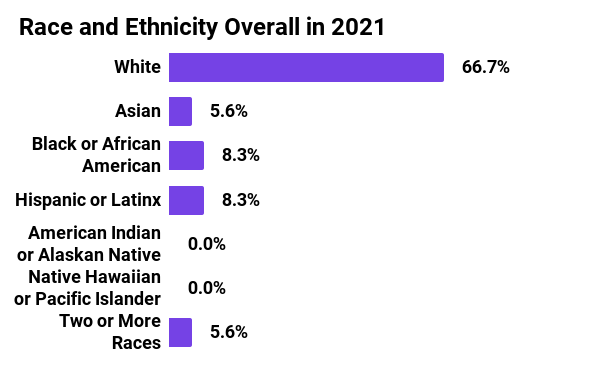 Race and Ethnicity Overall in 2021
White
66.7%
Asian
5.6%
Black or African
American
8.3%
Hispanic or Latinx
8.3%
American Indian
or Alaskan Native
0.0%
Native Hawaiian
or Pacific Islander
0.0%
Two or More
Races
5.6%